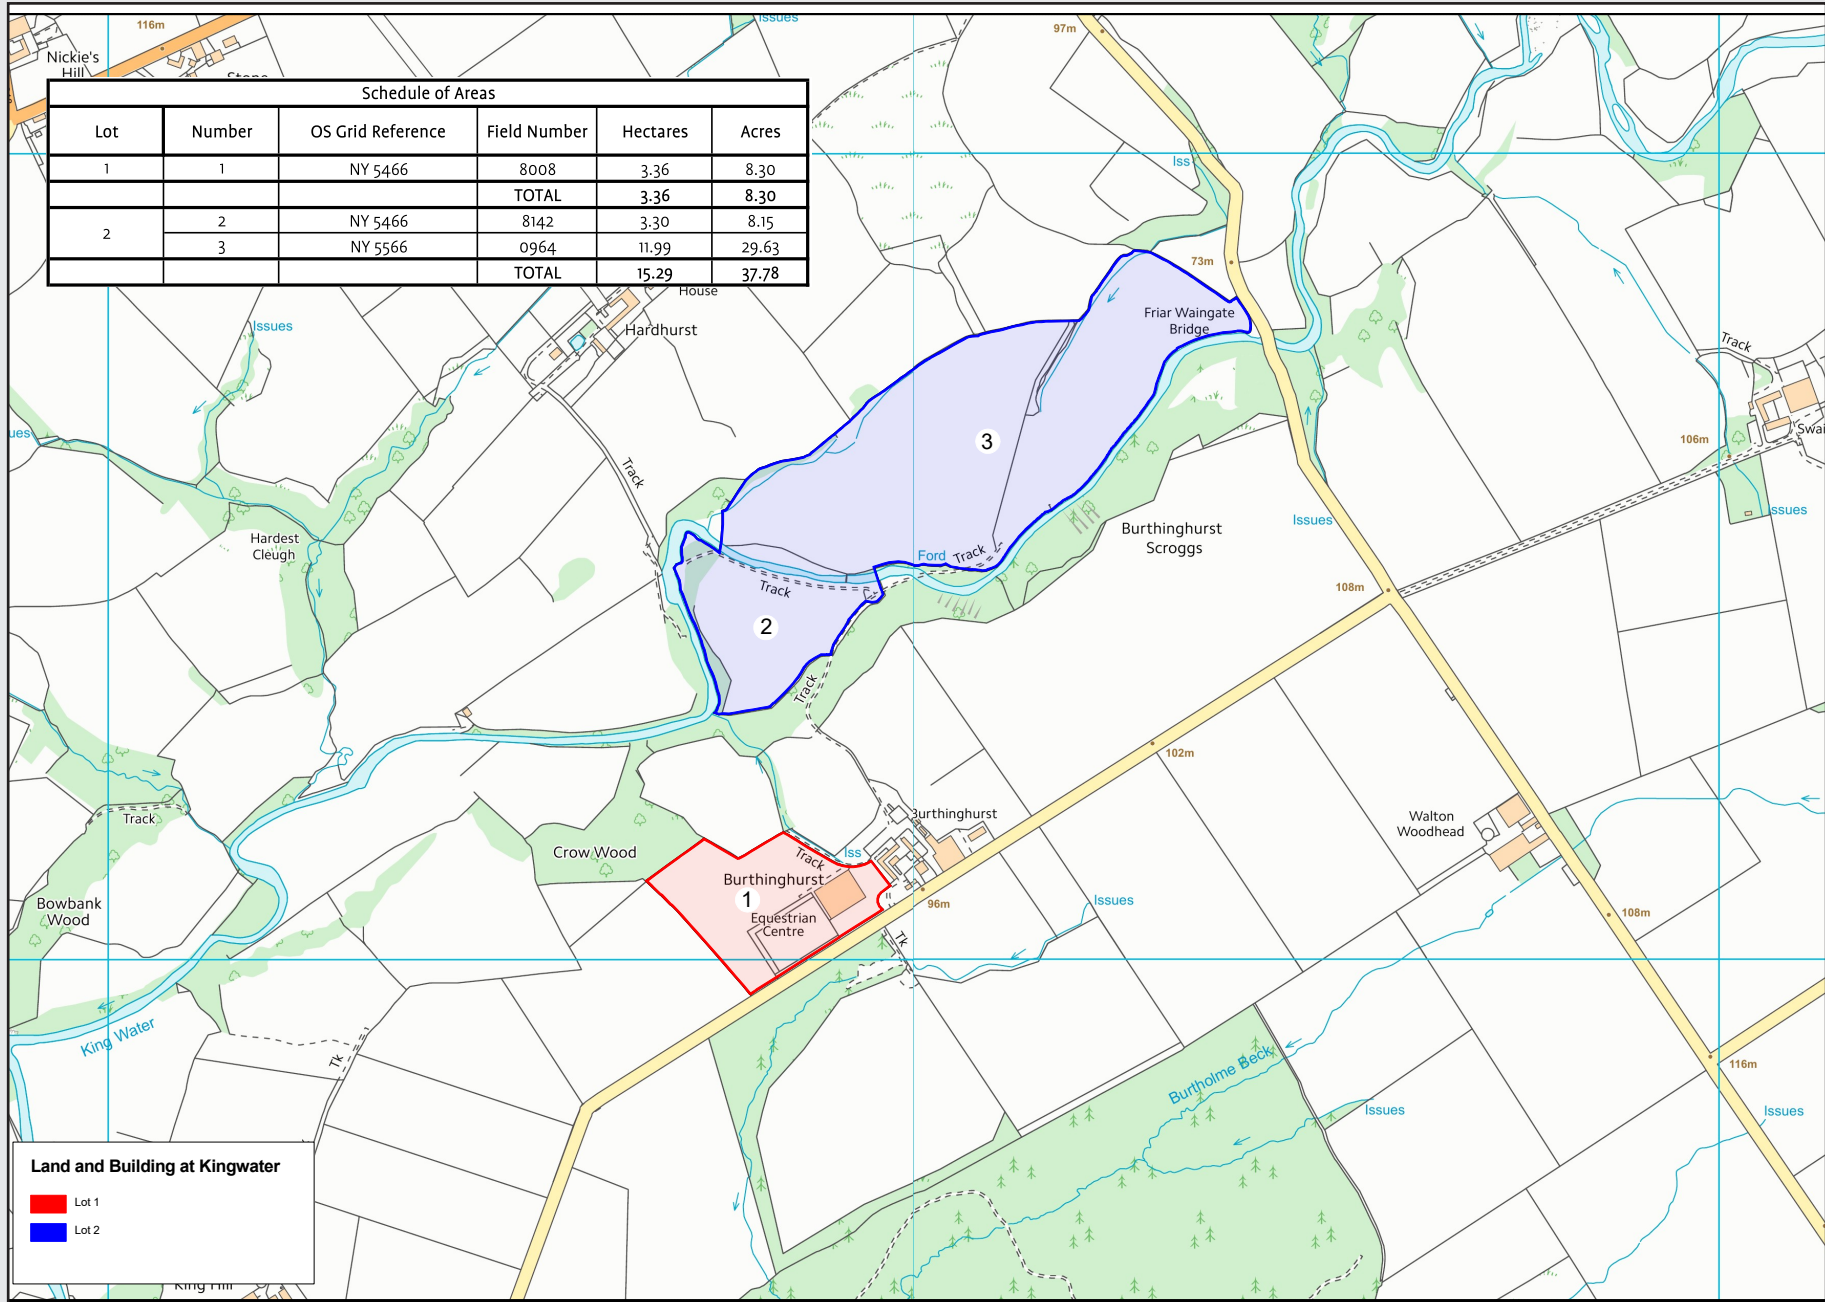 116m
Issues
97m
Nickie's
Hill
Schedule of Areas
Lot Number OS Grid Reference Field Number Hectares Acres
1 1 NY 5466 8008 3.36 8.30
TOTAL 3.36 8.30
2 2 NY 5466 8142 3.30 8.15
3 NY 5566 0964 11.99 29.63
TOTAL 15.29 37.78
Iss
73m
House
Hardhurst
Issues
Friar Waingate
Bridge
Track
Swai
106m
ues
3
Track
Issues
Issues
Burthinghurst
Scroggs
Hardest
Cleugh
Ford
Track
Track
108m
2
Track
102m
Track
Burthinghurst
Walton
Woodhead
Crow Wood
Track
Iss
Burthinghurst
1
Equestrian
Centre
96m
Issues
108m
Bowbank
Wood
Tk
King Water
Tk
Burtholme Beck
116m
Issues
Issues
Land and Building at Kingwater
Lot 1
Lot 2
King Hill